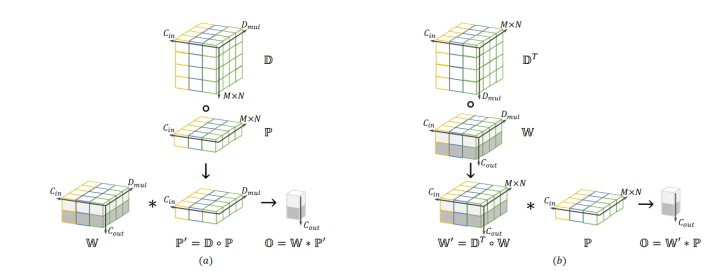 C_in D_mul
M×N
𝔻
∘
C_in M×N
ℙ
C_in D_mul
C_out
𝕎
*
C_in D_mul
ℙ′ = 𝔻 ∘ ℙ
C_out
𝕆 = 𝕎 * ℙ′
(a)
C_in M×N
D_mul
𝔻^T
∘
C_in
C_out
𝕎
C_in M×N
C_out
𝕎′ = 𝔻^T ∘ 𝕎
*
C_in M×N
ℙ
C_out
𝕆 = 𝕎′ * ℙ
(b)